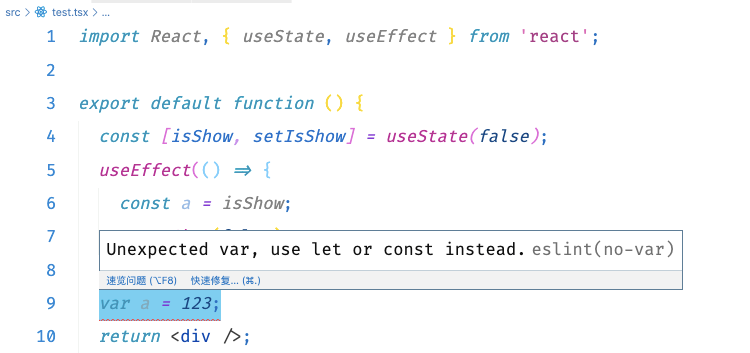 src > test.tsx > ...
1 import React, { useState, useEffect } from 'react';
2
3 export default function () {
4 const [isShow, setIsShow] = useState(false);
5 useEffect(() => {
6 const a = isShow;
7
Unexpected var, use let or const instead. eslint(no-var)
8
速览问题 (⌥F8) 快速修复... (⌘.)
9 var a = 123;
10 return <div />;